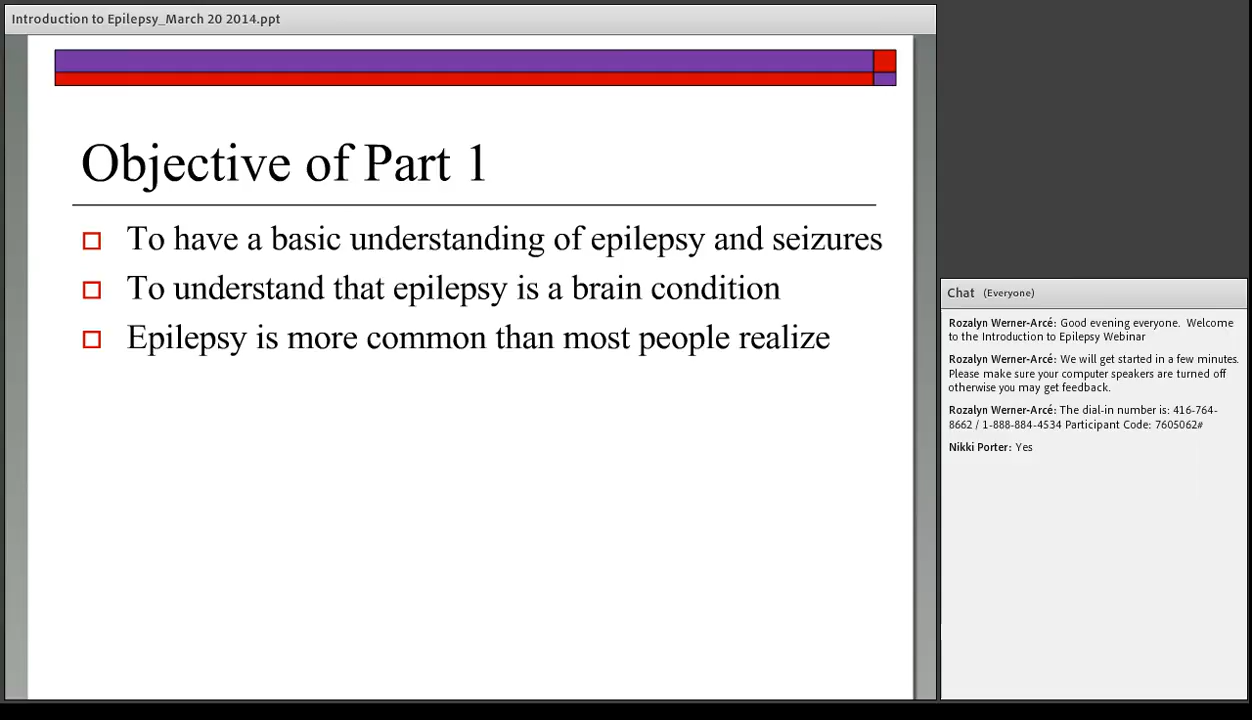 Introduction to Epilepsy_March 20 2014.ppt
Objective of Part 1
To have a basic understanding of epilepsy and seizures
To understand that epilepsy is a brain condition
Epilepsy is more common than most people realize
Chat (Everyone)
Rozalyn Werner-Arcé: Good evening everyone. Welcome
to the Introduction to Epilepsy Webinar
Rozalyn Werner-Arcé: We will get started in a few minutes.
Please make sure your computer speakers are turned off
otherwise you may get feedback.
Rozalyn Werner-Arcé: The dial-in number is: 416-764-
8662 / 1-888-884-4534 Participant Code: 7605062#
Nikki Porter: Yes